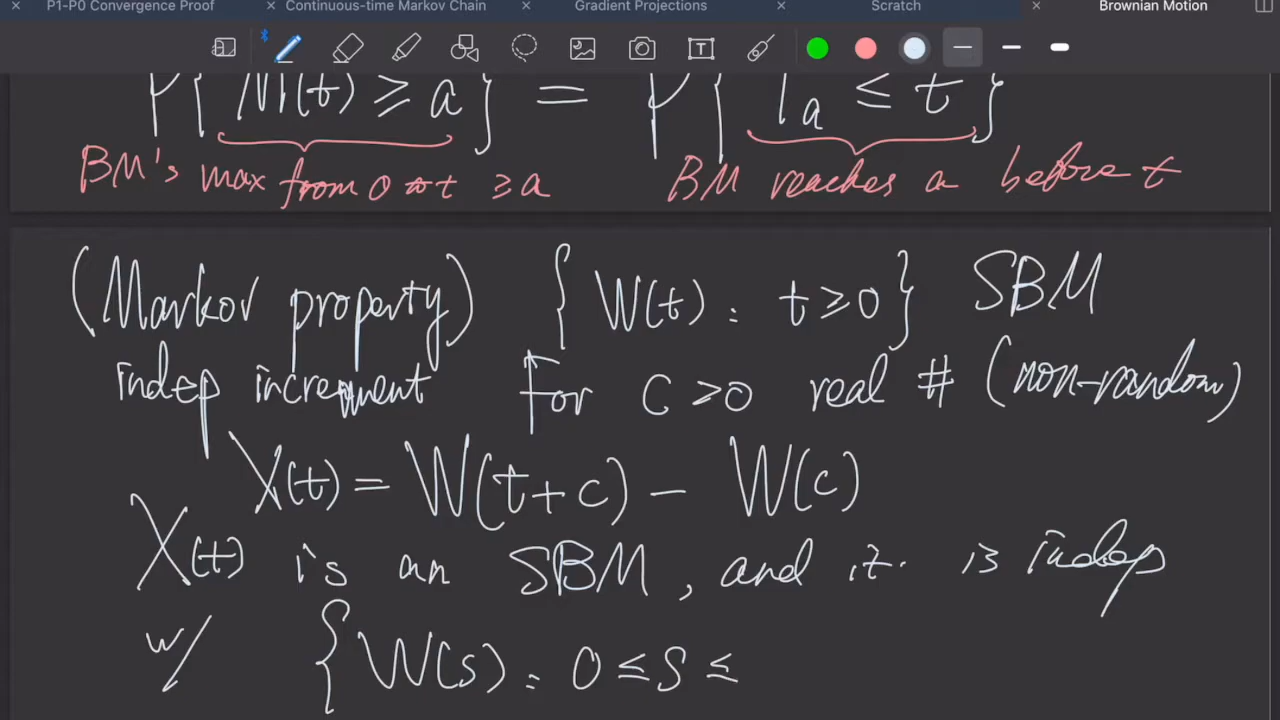 P1-P0 Convergence Proof × Continuous-time Markov Chain × Gradient Projections × Scratch × Brownian Motion
P{ M(t) ≥ a } = P{ Ta ≤ t }
BM's max from 0 to t ≥ a BM reaches a before t
(Markov property) { W(t) : t ≥ 0 } SBM
indep increment For C > 0 real # (non-random)
X(t) = W(t+c) - W(c)
X(t) is an SBM, and it is indep
w/ { W(s) : 0 ≤ s ≤